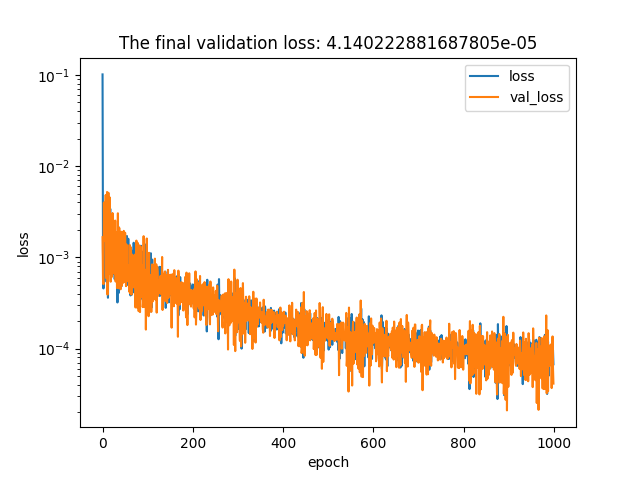 The final validation loss: 4.140222881687805e-05
loss
val_loss
10⁻¹
10⁻²
10⁻³
10⁻⁴
loss
0 200 400 600 800 1000
epoch